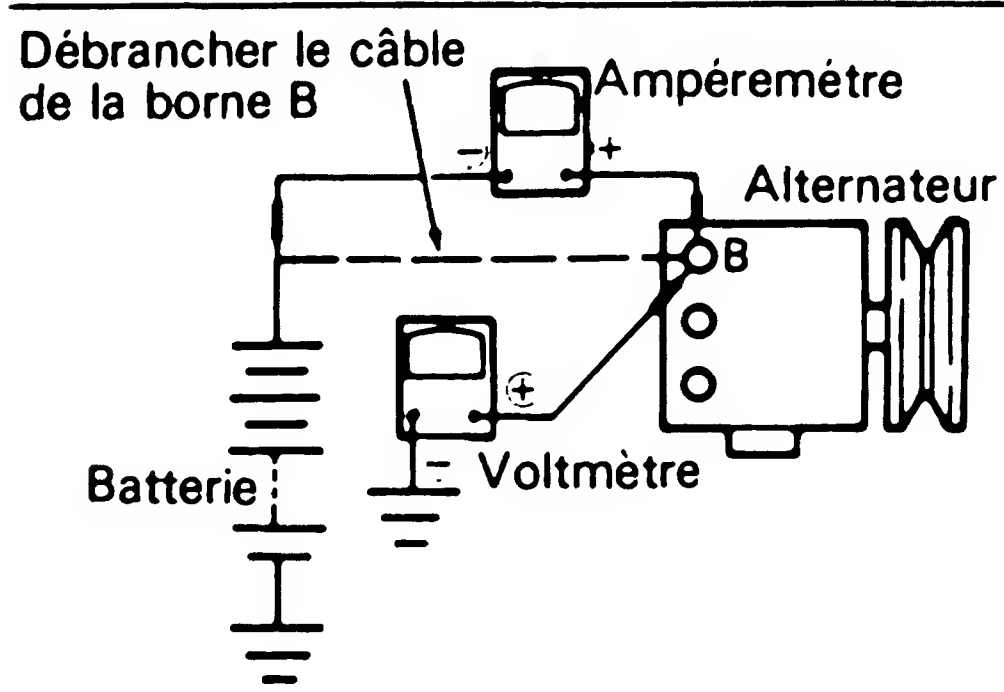 Débrancher le câble
de la borne B
Ampéremétre
- +
Alternateur
B
+
-
Voltmètre
Batterie